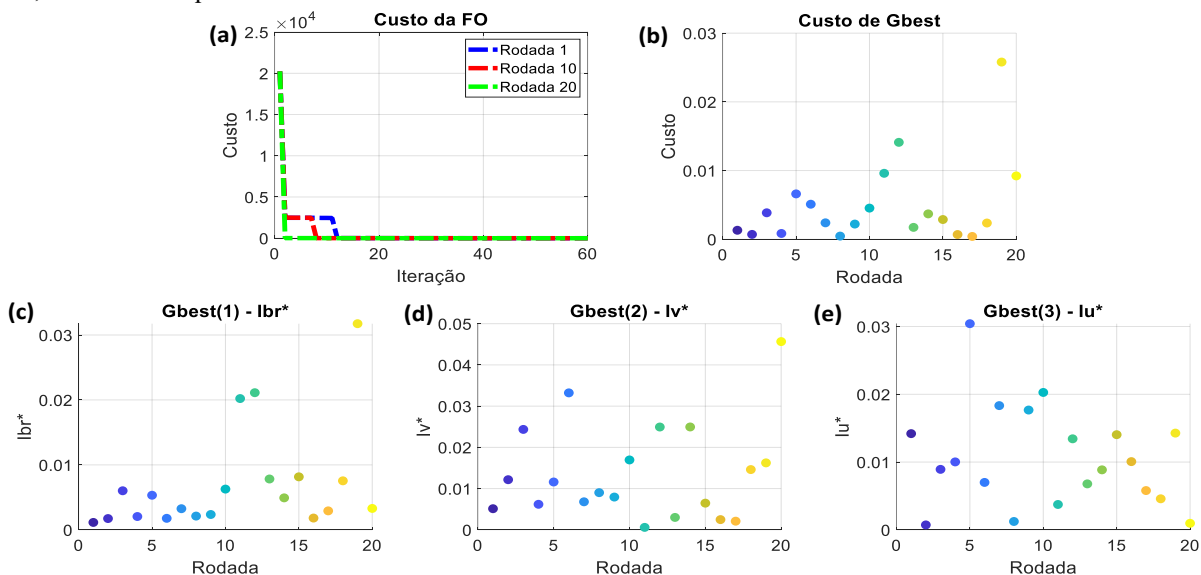 (a)
Custo da FO
×10⁴
2.5
2
1.5
1
0.5
0
0
20
40
60
Custo
Iteração
Rodada 1
Rodada 10
Rodada 20
(b)
Custo de Gbest
0.03
0.02
0.01
0
0
5
10
15
20
Custo
Rodada
(c)
Gbest(1) - Ibr*
0.03
0.02
0.01
0
0
5
10
15
20
Ibr*
Rodada
(d)
Gbest(2) - Iv*
0.05
0.04
0.03
0.02
0.01
0
0
5
10
15
20
Iv*
Rodada
(e)
Gbest(3) - Iu*
0.03
0.02
0.01
0
0
5
10
15
20
Iu*
Rodada